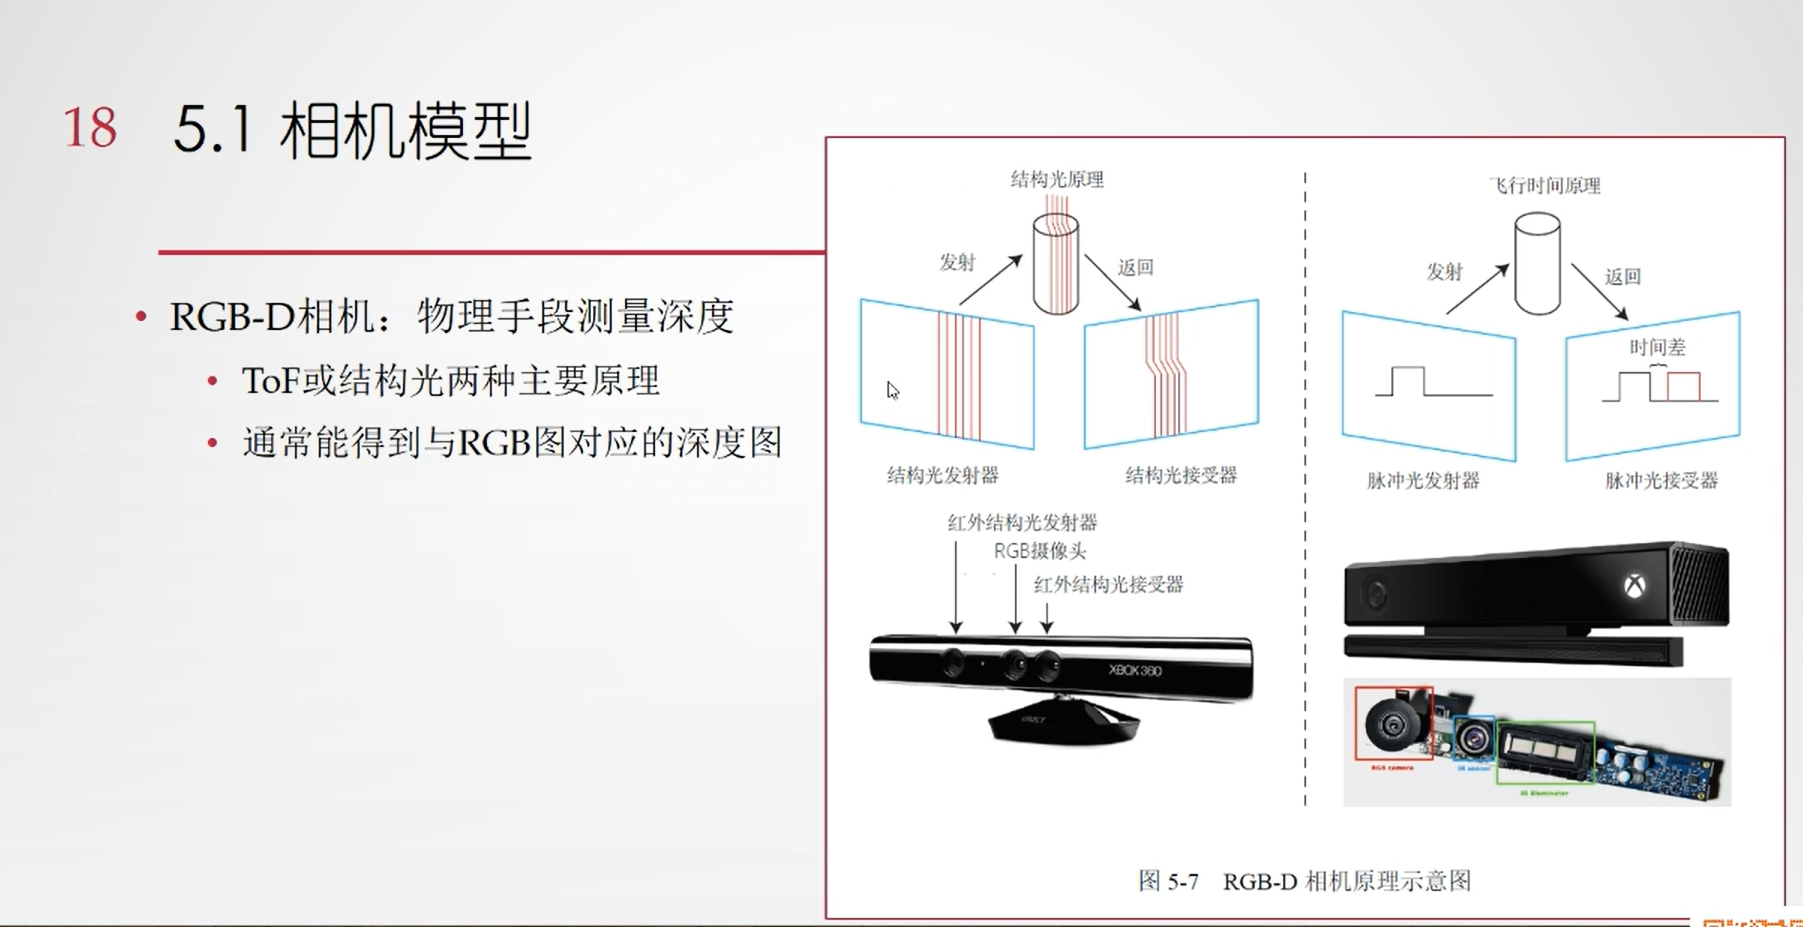 18 5.1 相机模型
RGB-D相机：物理手段测量深度
ToF或结构光两种主要原理
通常能得到与RGB图对应的深度图
结构光原理
发射
返回
结构光发射器
结构光接受器
红外结构光发射器
RGB摄像头
红外结构光接受器
XBOX 360
KINECT
飞行时间原理
发射
返回
时间差
脉冲光发射器
脉冲光接受器
RGB camera
IR sensor
IR illuminator
图 5-7 RGB-D 相机原理示意图